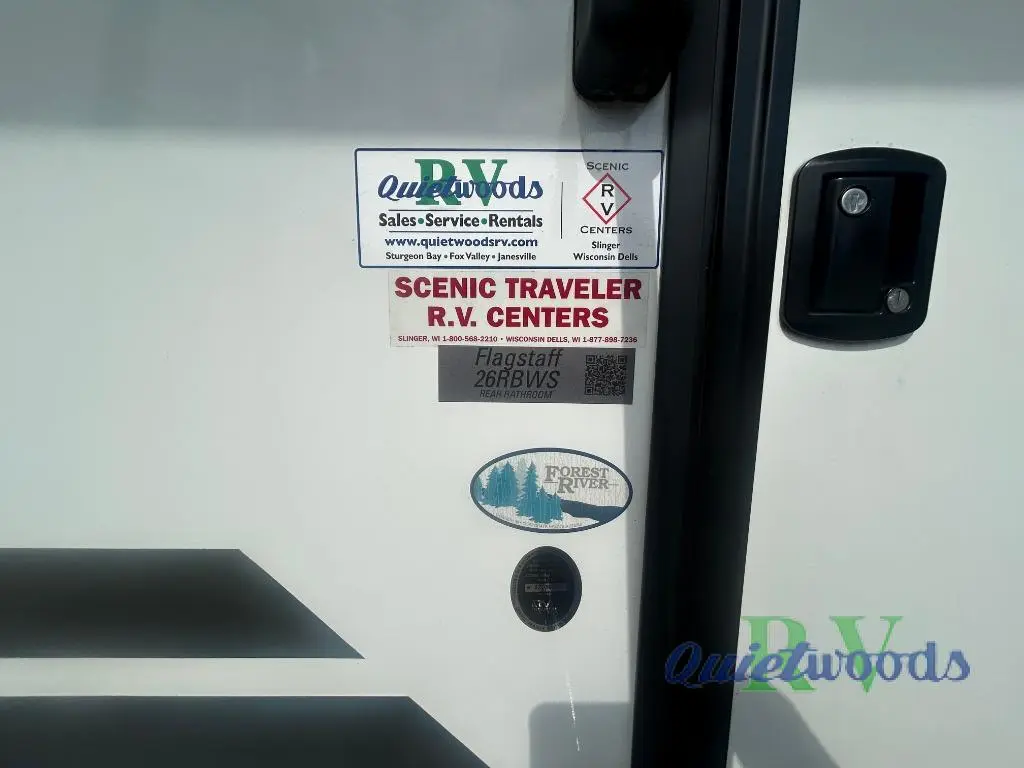 RV
Quietwoods
Sales•Service•Rentals
www.quietwoodsrv.com
Sturgeon Bay • Fox Valley • Janesville
SCENIC
R
V
CENTERS
Slinger
Wisconsin Dells
SCENIC TRAVELER
R.V. CENTERS
SLINGER, WI 1-800-568-2210 • WISCONSIN DELLS, WI 1-877-898-7236
Flagstaff
26RBWS
REAR BATHROOM
FOREST
RIVER
RV
Quietwoods